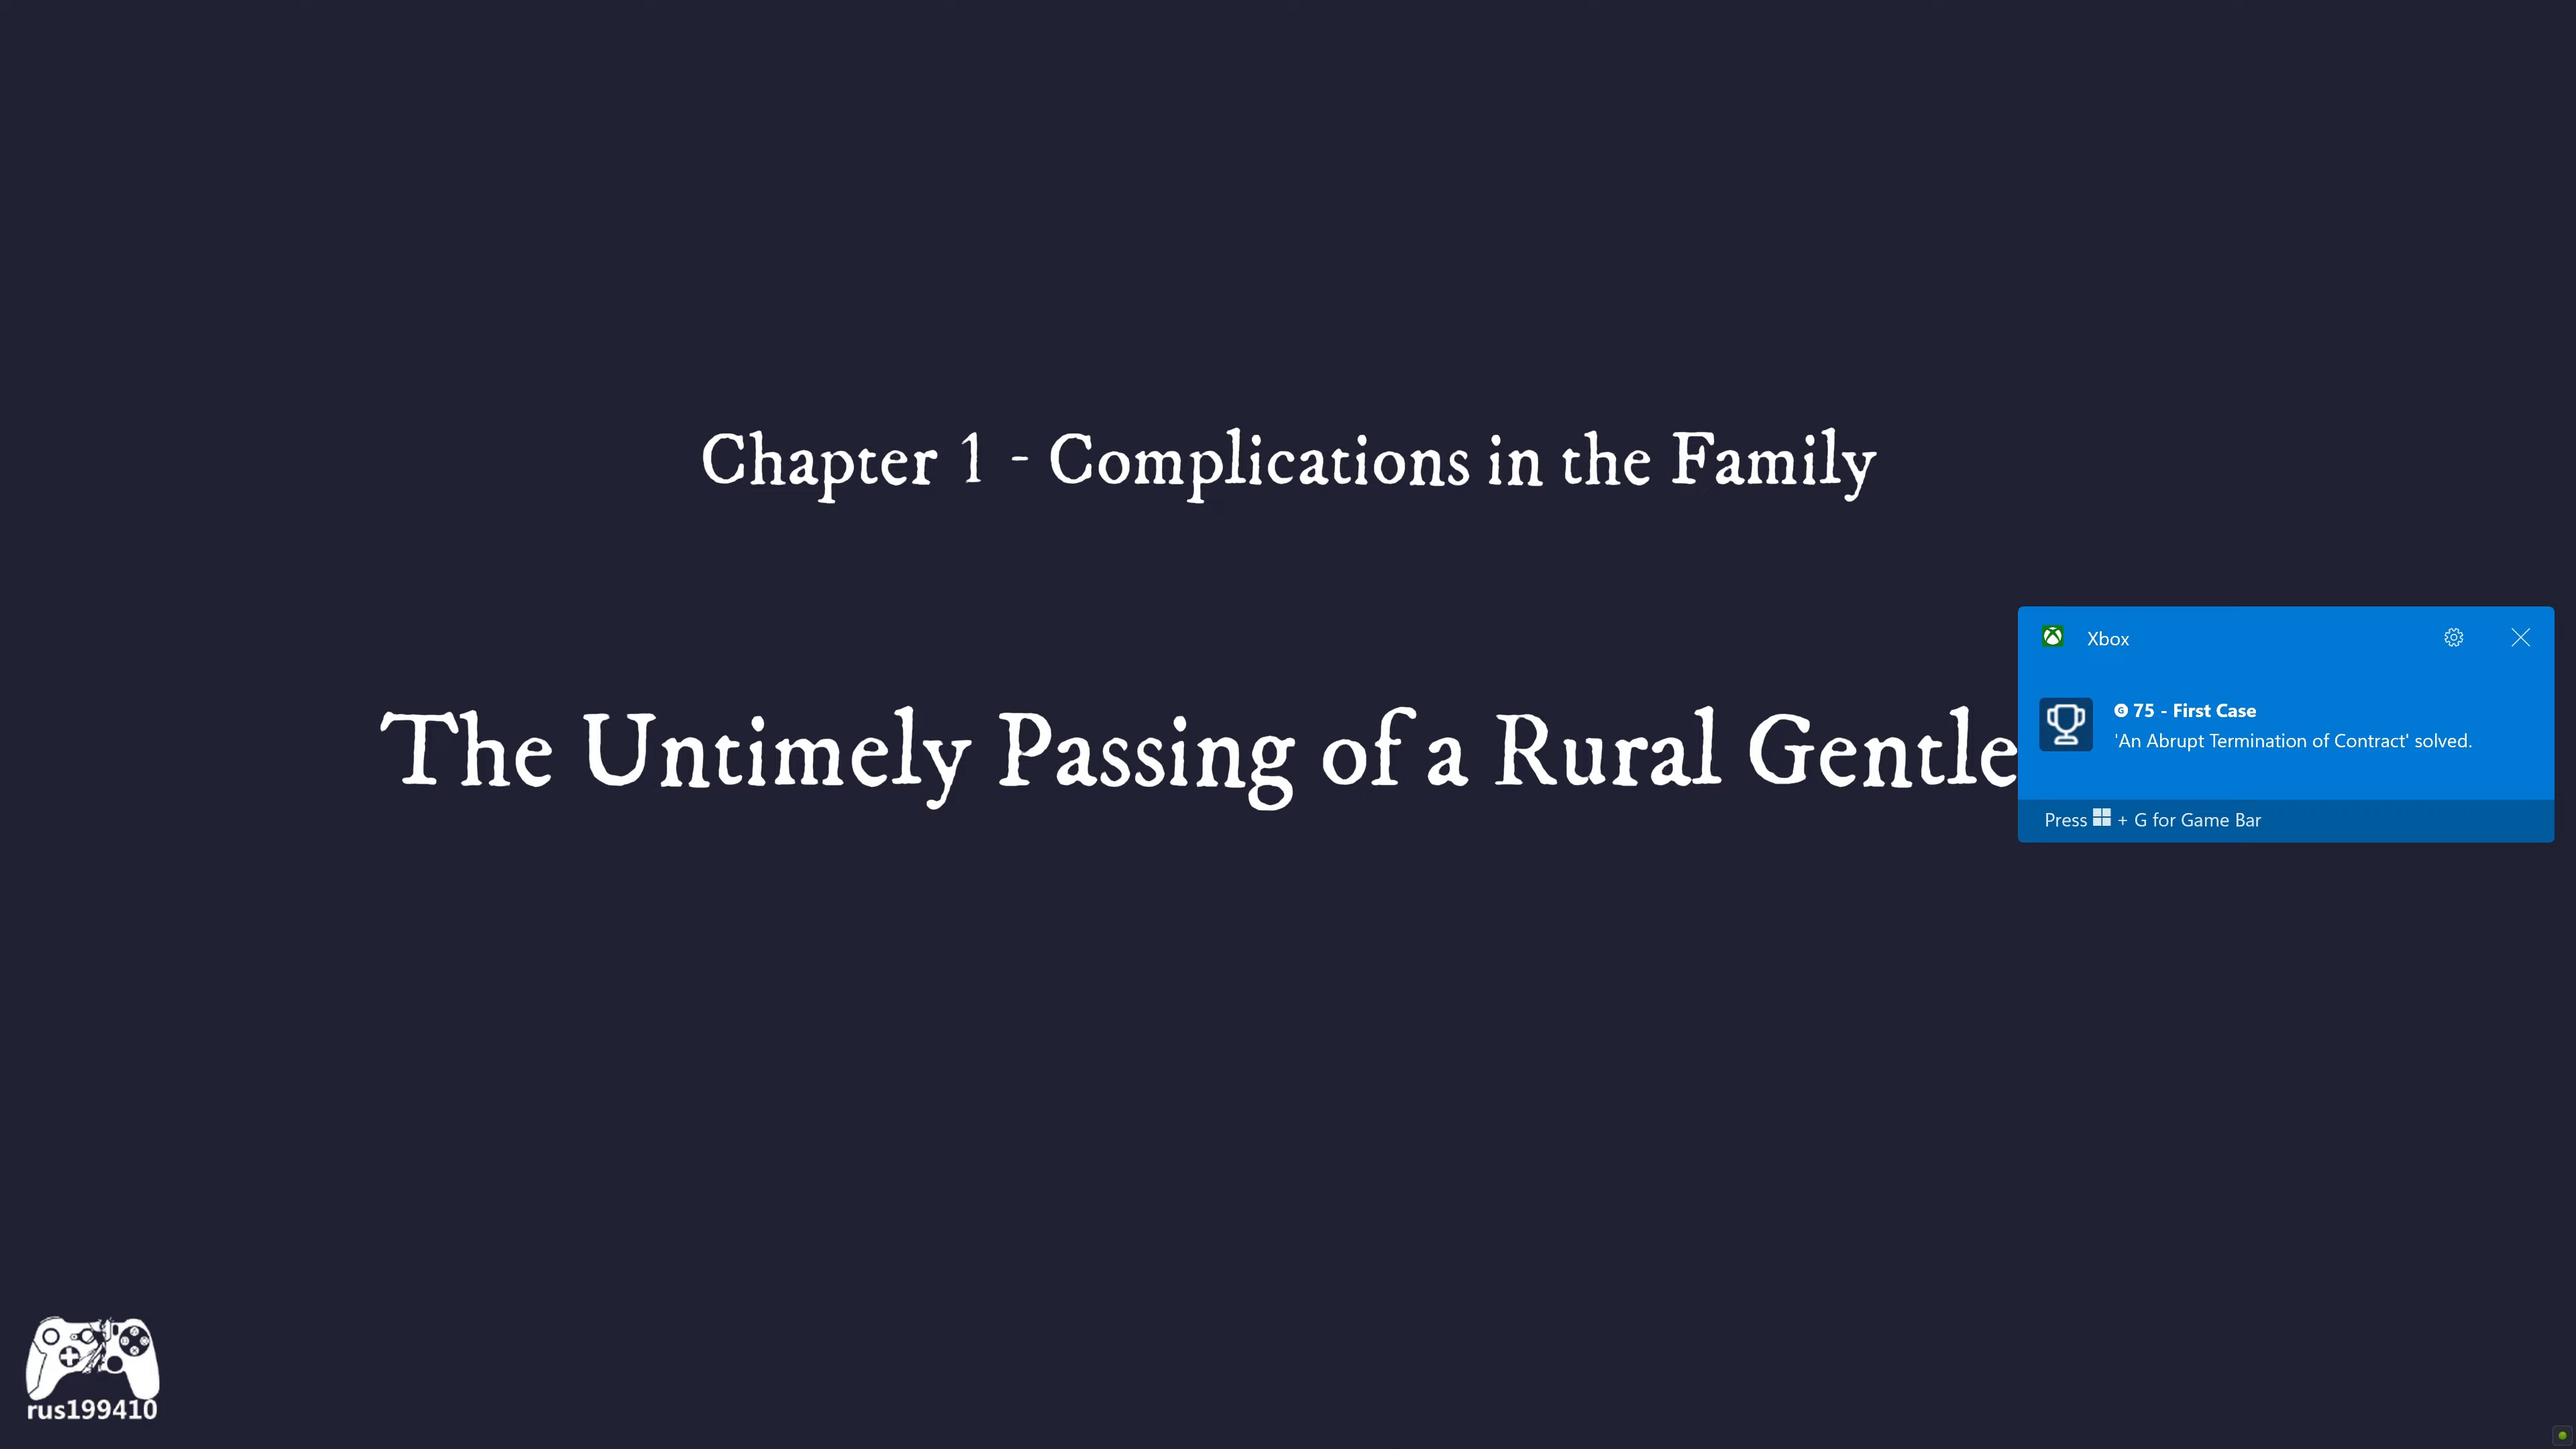 Chapter 1 - Complications in the Family
The Untimely Passing of a Rural Gentle
Xbox
G 75 - First Case
'An Abrupt Termination of Contract' solved.
Press + G for Game Bar
rus199410